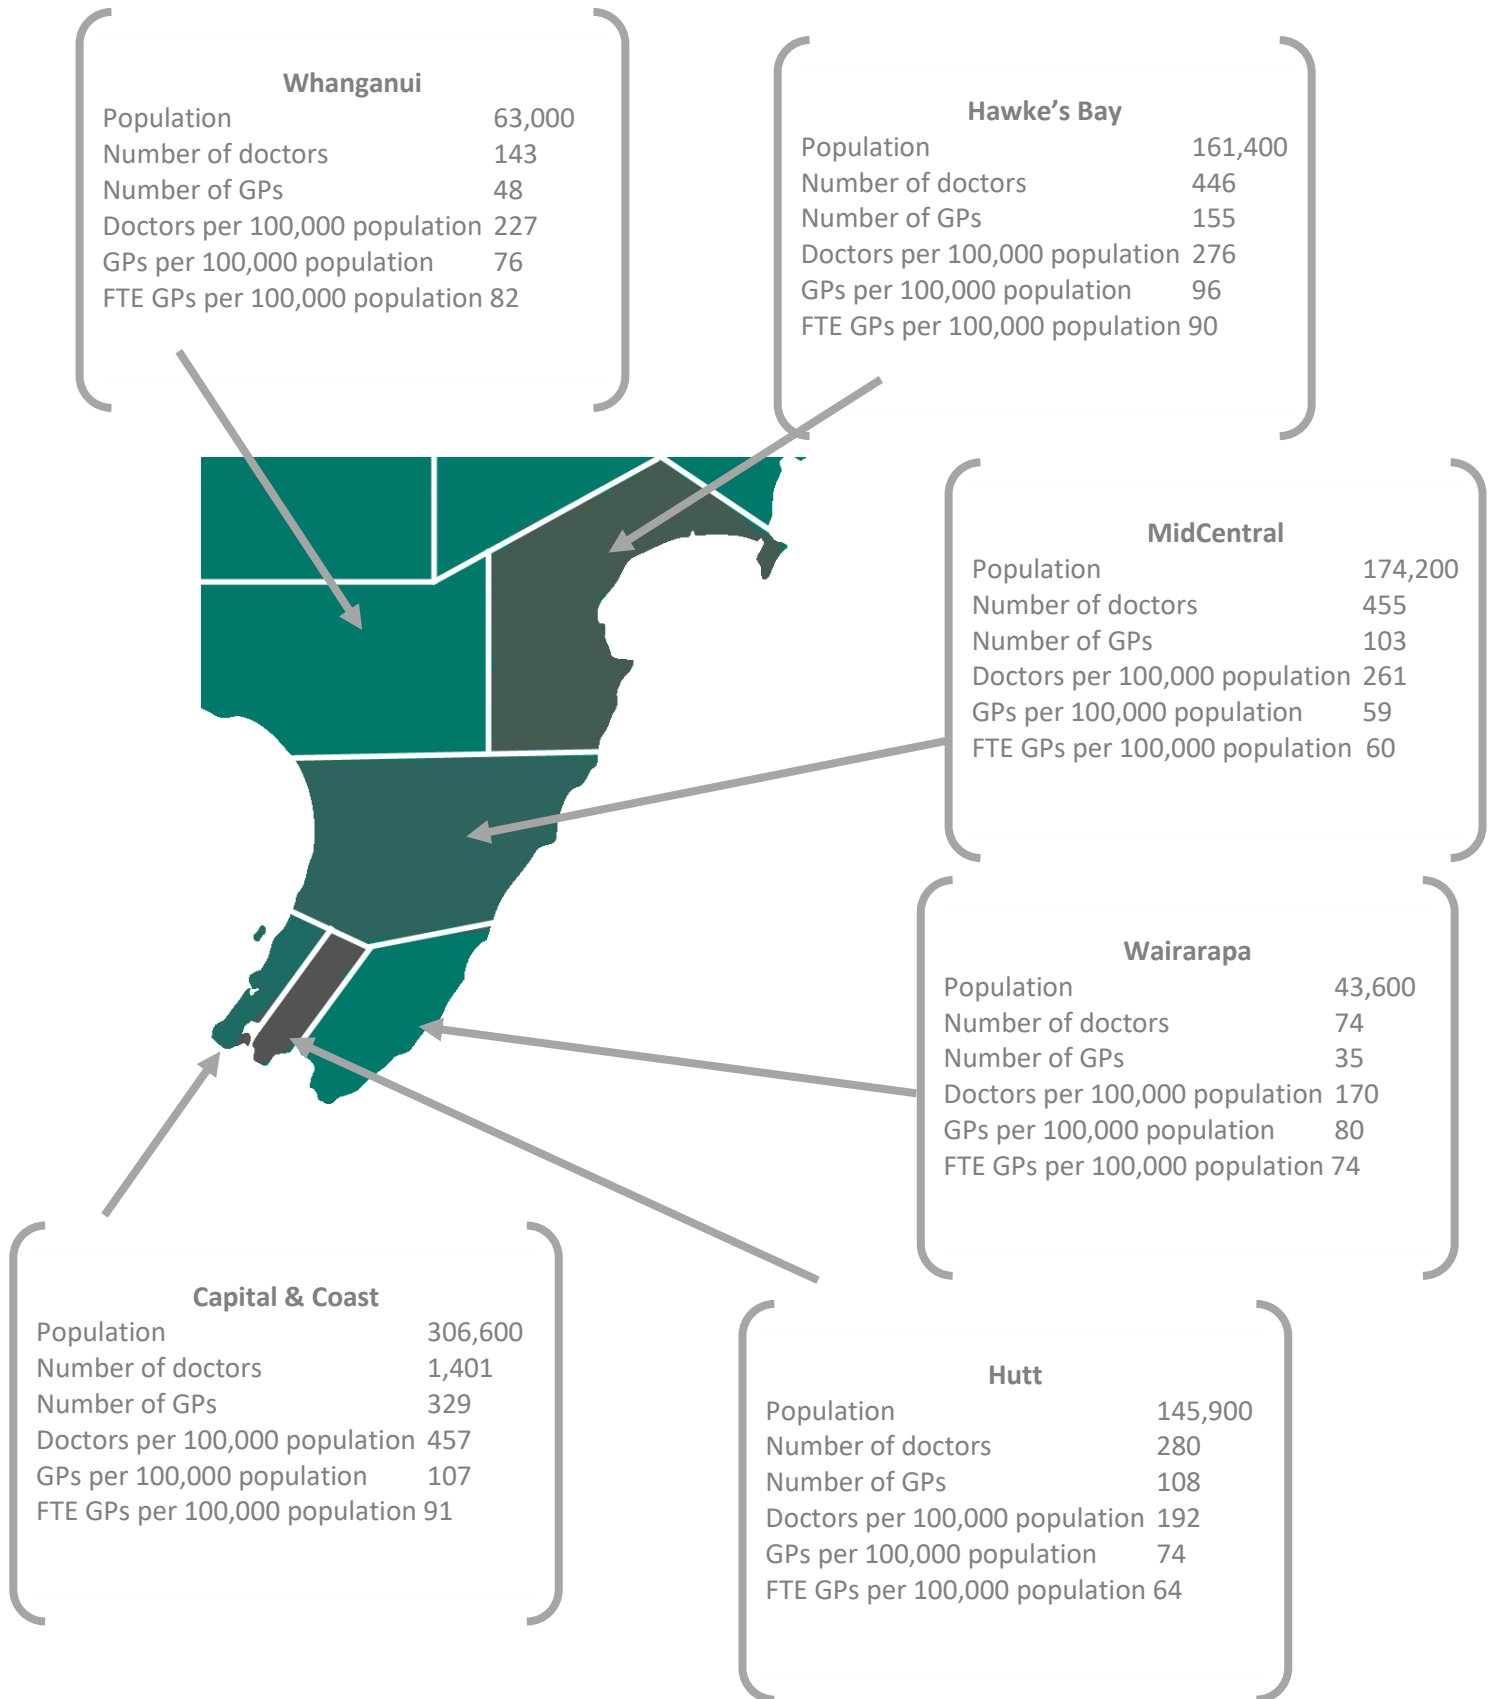 Whanganui
Population 63,000
Number of doctors 143
Number of GPs 48
Doctors per 100,000 population 227
GPs per 100,000 population 76
FTE GPs per 100,000 population 82
Hawke’s Bay
Population 161,400
Number of doctors 446
Number of GPs 155
Doctors per 100,000 population 276
GPs per 100,000 population 96
FTE GPs per 100,000 population 90
MidCentral
Population 174,200
Number of doctors 455
Number of GPs 103
Doctors per 100,000 population 261
GPs per 100,000 population 59
FTE GPs per 100,000 population 60
Wairarapa
Population 43,600
Number of doctors 74
Number of GPs 35
Doctors per 100,000 population 170
GPs per 100,000 population 80
FTE GPs per 100,000 population 74
Capital & Coast
Population 306,600
Number of doctors 1,401
Number of GPs 329
Doctors per 100,000 population 457
GPs per 100,000 population 107
FTE GPs per 100,000 population 91
Hutt
Population 145,900
Number of doctors 280
Number of GPs 108
Doctors per 100,000 population 192
GPs per 100,000 population 74
FTE GPs per 100,000 population 64